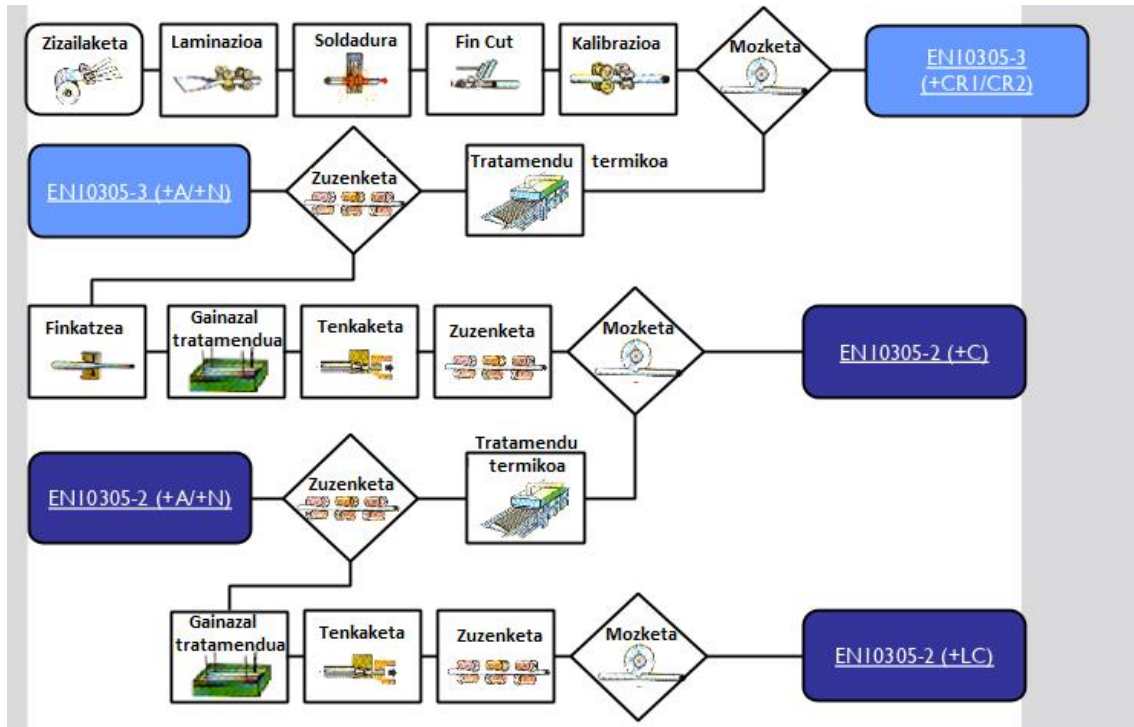 Zizailaketa
Laminazioa
Soldadura
Fin Cut
Kalibrazioa
Mozketa
EN10305-3
(+CR1/CR2)
EN10305-3 (+A/+N)
Zuzenketa
Tratamendu termikoa
Finkatzea
Gainazal
tratamendua
Tenkaketa
Zuzenketa
Mozketa
EN10305-2 (+C)
EN10305-2 (+A/+N)
Zuzenketa
Tratamendu
termikoa
Gainazal
tratamendua
Tenkaketa
Zuzenketa
Mozketa
EN10305-2 (+LC)